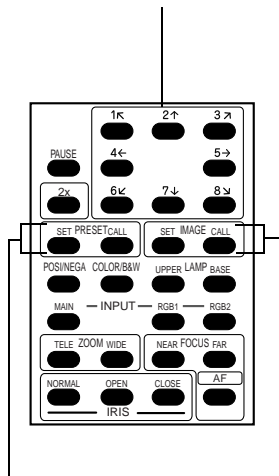 1↖ 2↑ 3↗
PAUSE 4← 5→
2x 6↙ 7↓ 8↘
SET PRESET CALL SET IMAGE CALL
POSI/NEGA COLOR/B&W UPPER LAMP BASE
MAIN INPUT RGB1 RGB2
TELE ZOOM WIDE NEAR FOCUS FAR
NORMAL OPEN CLOSE AF
IRIS